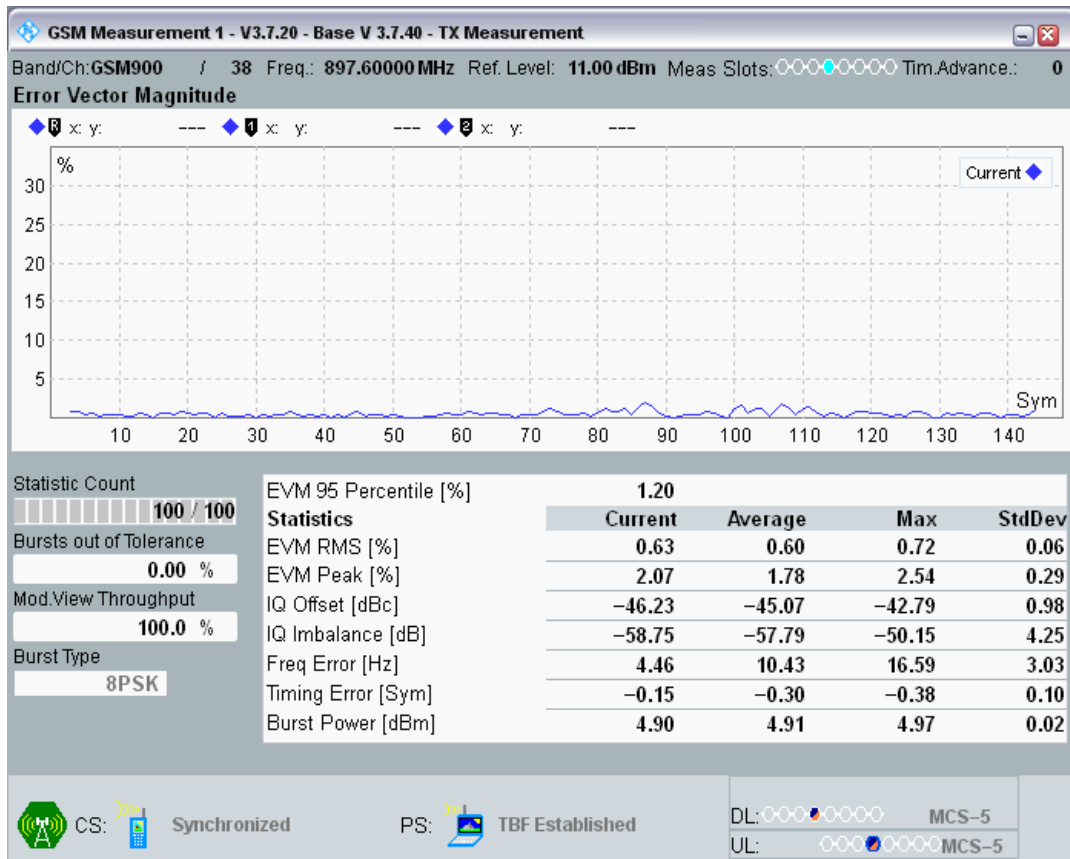 GSM Measurement 1 - V3.7.20 - Base V 3.7.40 - TX Measurement
Band/Ch:GSM900 / 38 Freq.: 897.60000 MHz Ref. Level: 11.00 dBm Meas Slots: Tim.Advance.: 0
Error Vector Magnitude
R x: y: --- 1 x: y: --- 2 x: y: ---
%
Current
30
25
20
15
10
5
Sym
10 20 30 40 50 60 70 80 90 100 110 120 130 140
Statistic Count
100 / 100
Bursts out of Tolerance
0.00 %
Mod.View Throughput
100.0 %
Burst Type
8PSK
EVM 95 Percentile [%] 1.20
Statistics Current Average Max StdDev
EVM RMS [%] 0.63 0.60 0.72 0.06
EVM Peak [%] 2.07 1.78 2.54 0.29
IQ Offset [dBc] −46.23 −45.07 −42.79 0.98
IQ Imbalance [dB] −58.75 −57.79 −50.15 4.25
Freq Error [Hz] 4.46 10.43 16.59 3.03
Timing Error [Sym] −0.15 −0.30 −0.38 0.10
Burst Power [dBm] 4.90 4.91 4.97 0.02
CS: Synchronized PS: TBF Established
DL: MCS−5
UL: MCS−5